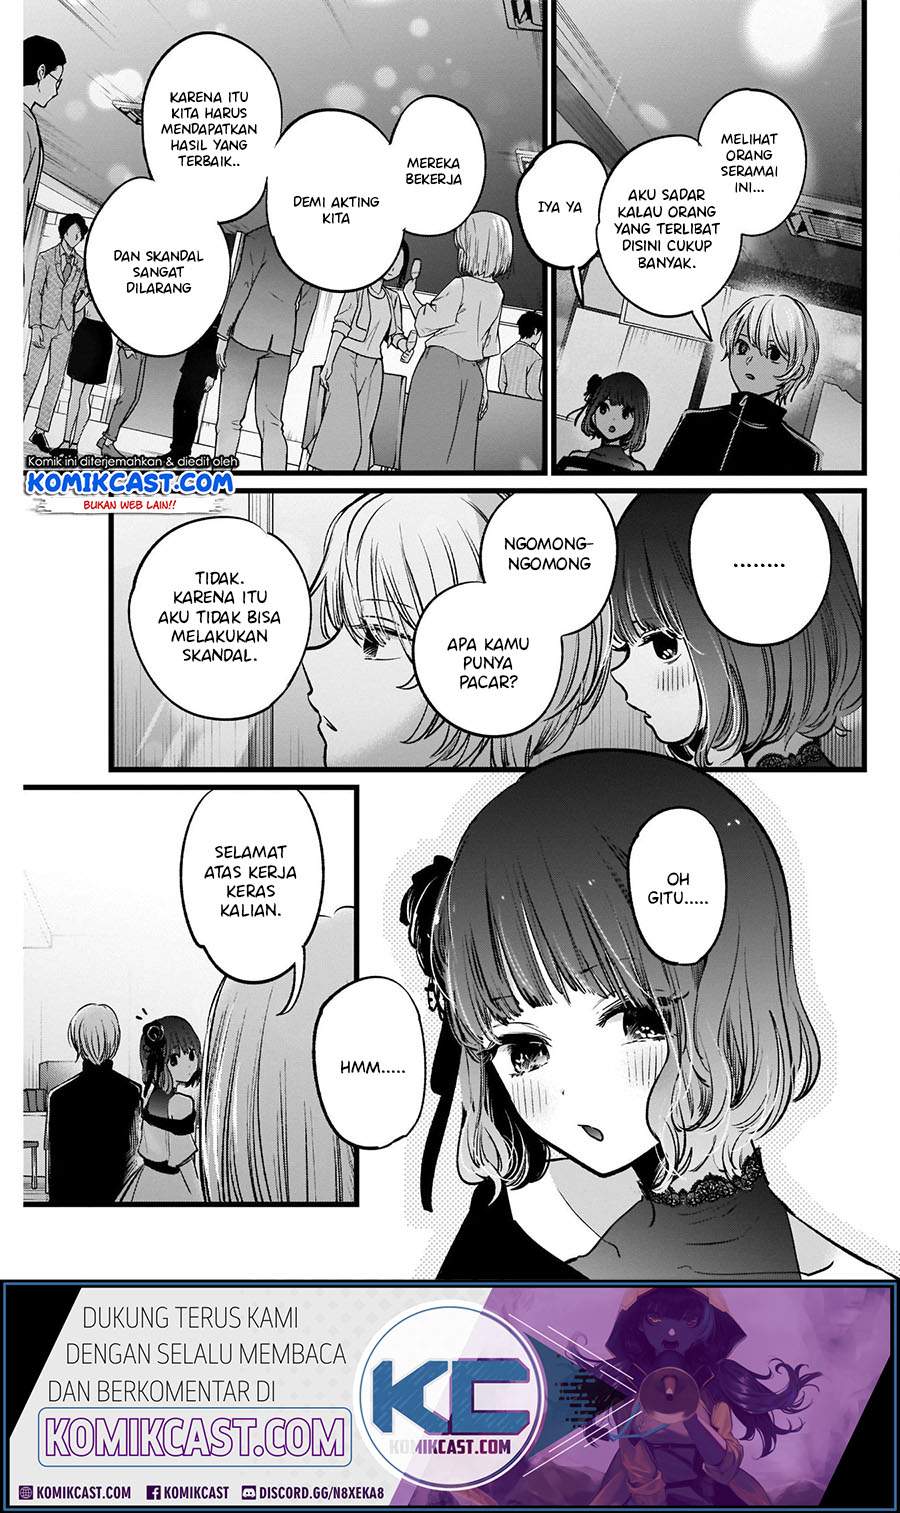 MELIHAT
ORANG
SERAMAI
INI...
AKU SADAR
KALAU ORANG
YANG TERLIBAT
DISINI CUKUP
BANYAK.
IYA YA
MEREKA
BEKERJA
DEMI AKTING
KITA
KARENA ITU
KITA HARUS
MENDAPATKAN
HASIL YANG
TERBAIK..
DAN SKANDAL
SANGAT
DILARANG
Komik ini diterjemahkan & diedit oleh
KOMIKCAST.COM
BUKAN WEB LAIN!!
.........
NGOMONG-
NGOMONG
APA KAMU
PUNYA
PACAR?
TIDAK.
KARENA ITU
AKU TIDAK BISA
MELAKUKAN
SKANDAL.
OH
GITU.....
HMM.....
SELAMAT
ATAS KERJA
KERAS
KALIAN.
DUKUNG TERUS KAMI
DENGAN SELALU MEMBACA
DAN BERKOMENTAR DI
KOMIKCAST.COM
KC
KOMIKCAST.COM
KOMIKCAST.COM KOMIKCAST DISCORD.GG/N8XEKA8